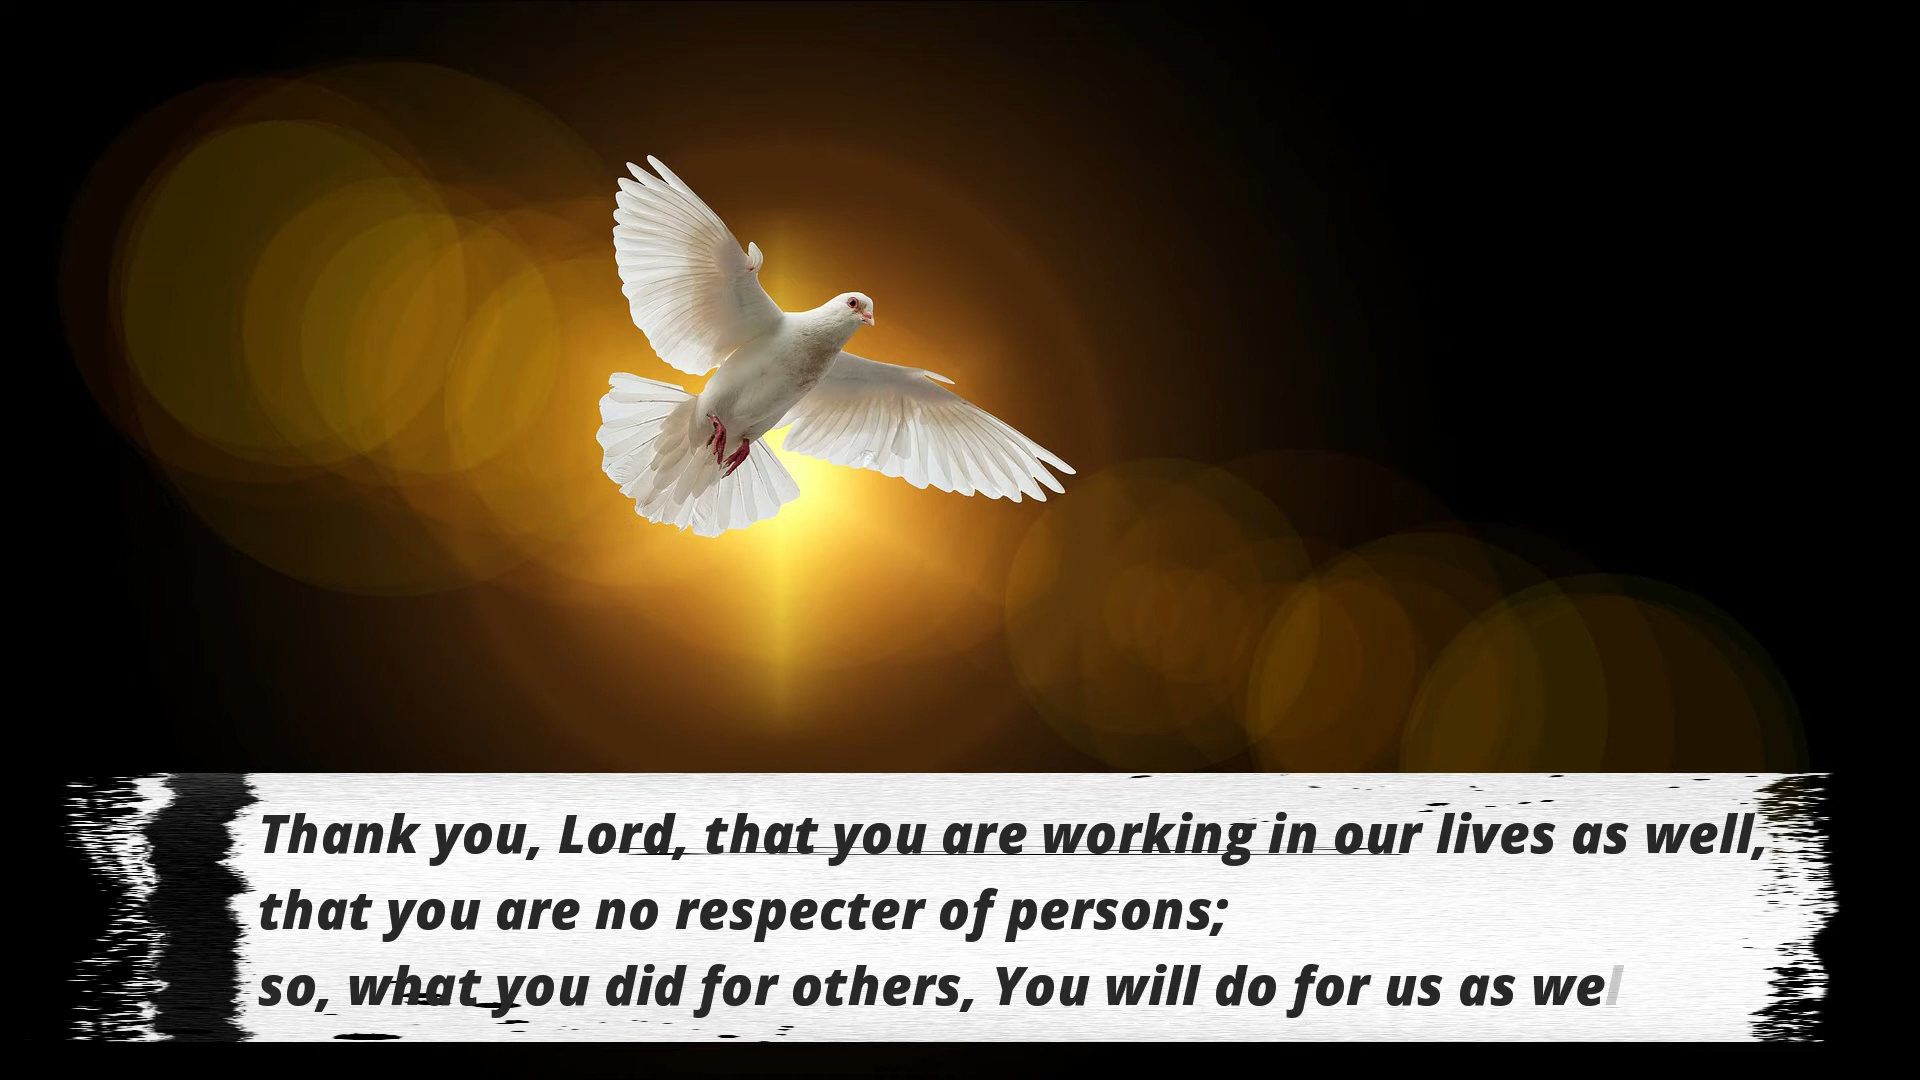 Thank you, Lord, that you are working in our lives as well,
that you are no respecter of persons;
so, what you did for others, You will do for us as wel